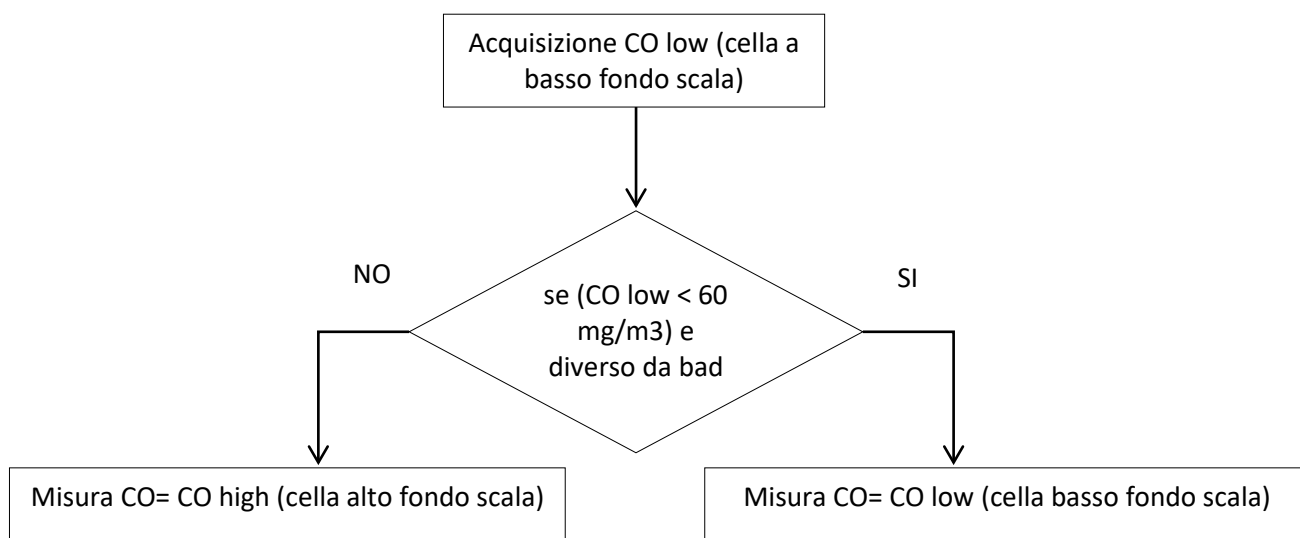 Acquisizione CO low (cella a
basso fondo scala)
NO
SI
se (CO low < 60
mg/m3) e
diverso da bad
Misura CO= CO high (cella alto fondo scala)
Misura CO= CO low (cella basso fondo scala)